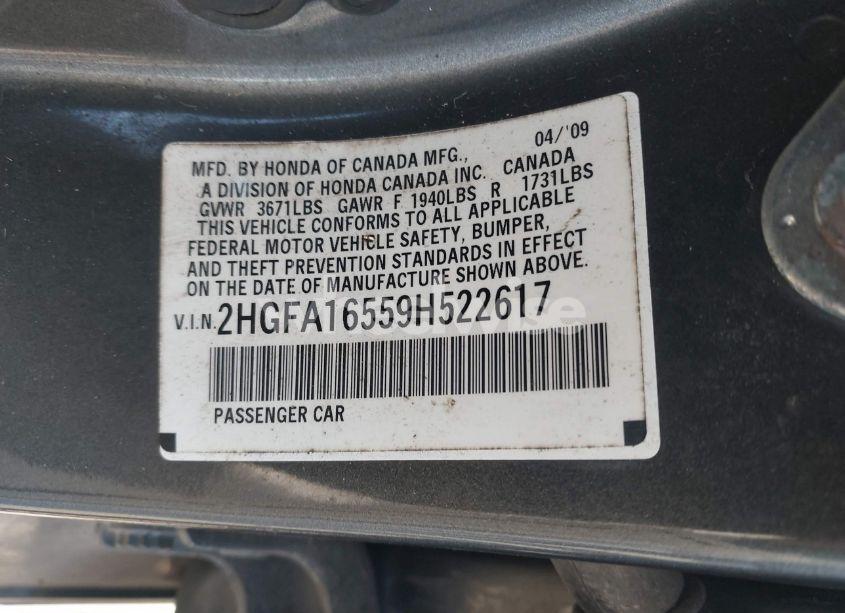 04/'09
MFD. BY HONDA OF CANADA MFG.,
A DIVISION OF HONDA CANADA INC. CANADA
GVWR 3671LBS GAWR F 1940LBS R 1731LBS
THIS VEHICLE CONFORMS TO ALL APPLICABLE
FEDERAL MOTOR VEHICLE SAFETY, BUMPER,
AND THEFT PREVENTION STANDARDS IN EFFECT
ON THE DATE OF MANUFACTURE SHOWN ABOVE.
V.I.N. 2HGFA16559H522617
PASSENGER CAR